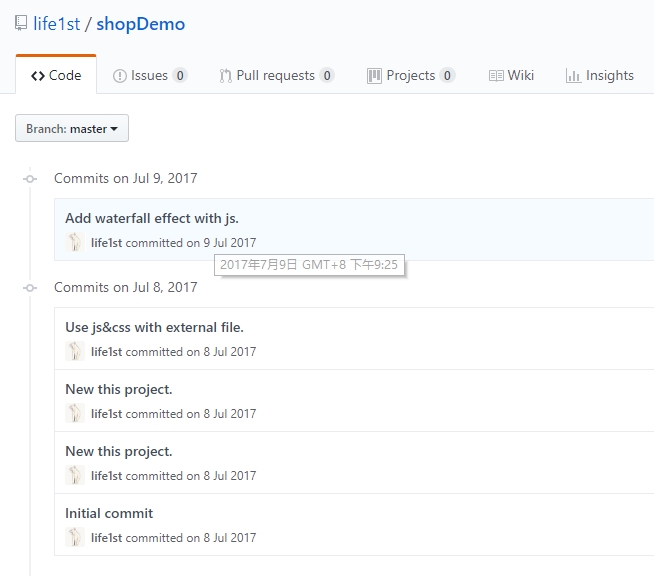 life1st / shopDemo
Code Issues 0 Pull requests 0 Projects 0 Wiki Insights
Branch: master
Commits on Jul 9, 2017
Add waterfall effect with js.
life1st committed on 9 Jul 2017
2017年7月9日 GMT+8 下午9:25
Commits on Jul 8, 2017
Use js&css with external file.
life1st committed on 8 Jul 2017
New this project.
life1st committed on 8 Jul 2017
New this project.
life1st committed on 8 Jul 2017
Initial commit
life1st committed on 8 Jul 2017